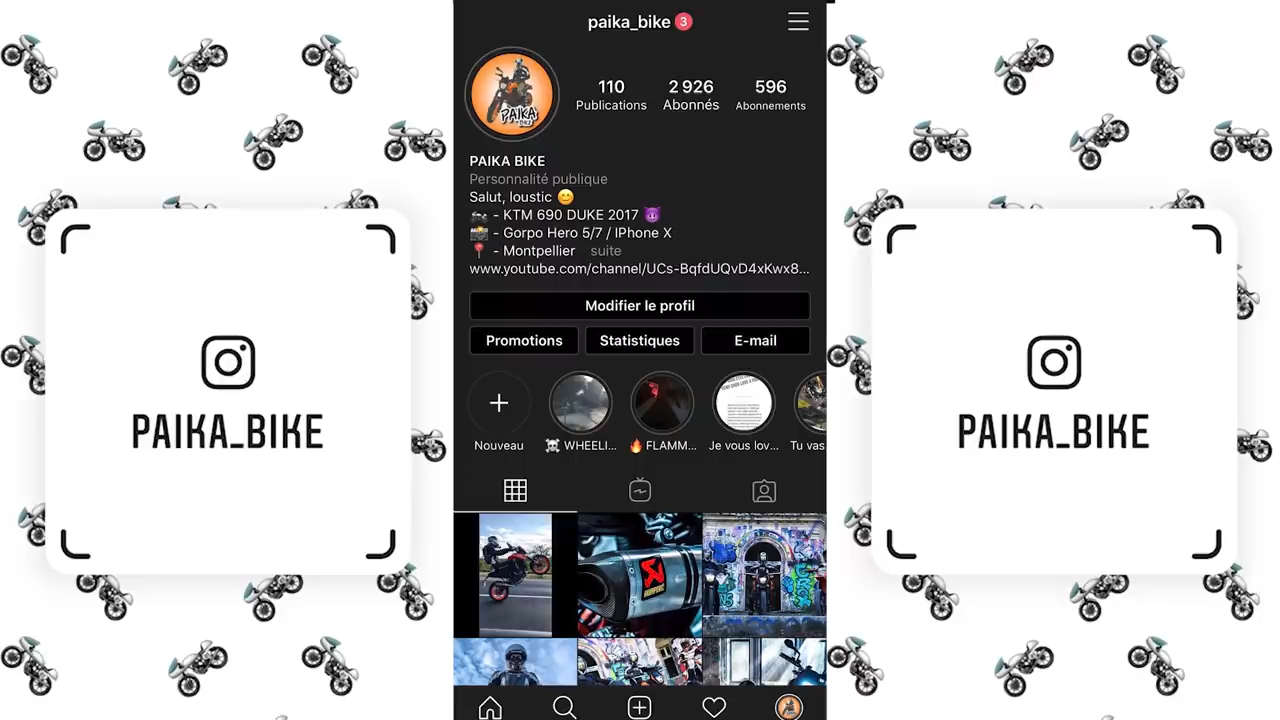 paika_bike 3
110 2 926 596
Publications Abonnés Abonnements
PAIKA BIKE
PAIKA BIKE
Personnalité publique
Salut, loustic 😊
🏍 - KTM 690 DUKE 2017 😈
📸 - Gorpo Hero 5/7 / IPhone X
📍 - Montpellier suite
www.youtube.com/channel/UCs-BqfdUQvD4xKwx8...
Modifier le profil
Promotions Statistiques E-mail
Nouveau ☠️ WHEELI... 🔥 FLAMM... Je vous lov... Tu vas
PAIKA_BIKE
PAIKA_BIKE